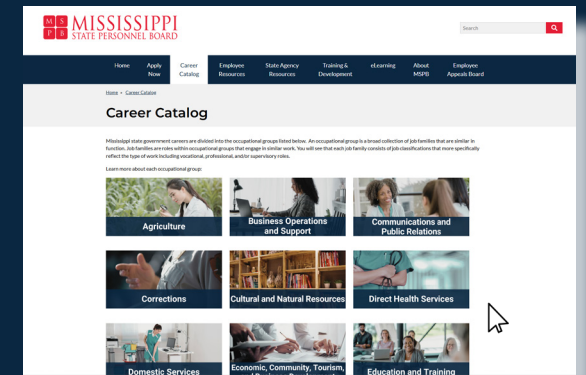 M S
P B
MISSISSIPPI
STATE PERSONNEL BOARD
Search
Home
Apply Now
Career Catalog
Employee Resources
State Agency Resources
Training & Development
eLearning
About MSPB
Employee Appeals Board
Home • Career Catalog
Career Catalog
Mississippi state government careers are divided into the occupational groups listed below. An occupational group is a broad collection of job families that are similar in
function. Job families are roles within occupational groups that engage in similar work. You will see that each job family consists of job classifications that more specifically
reflect the type of work including vocational, professional, and/or supervisory roles.
Learn more about each occupational group:
Agriculture
Business Operations
and Support
Communications and
Public Relations
Corrections
Cultural and Natural Resources
Direct Health Services
Domestic Services
Economic, Community, Tourism,
Education and Training